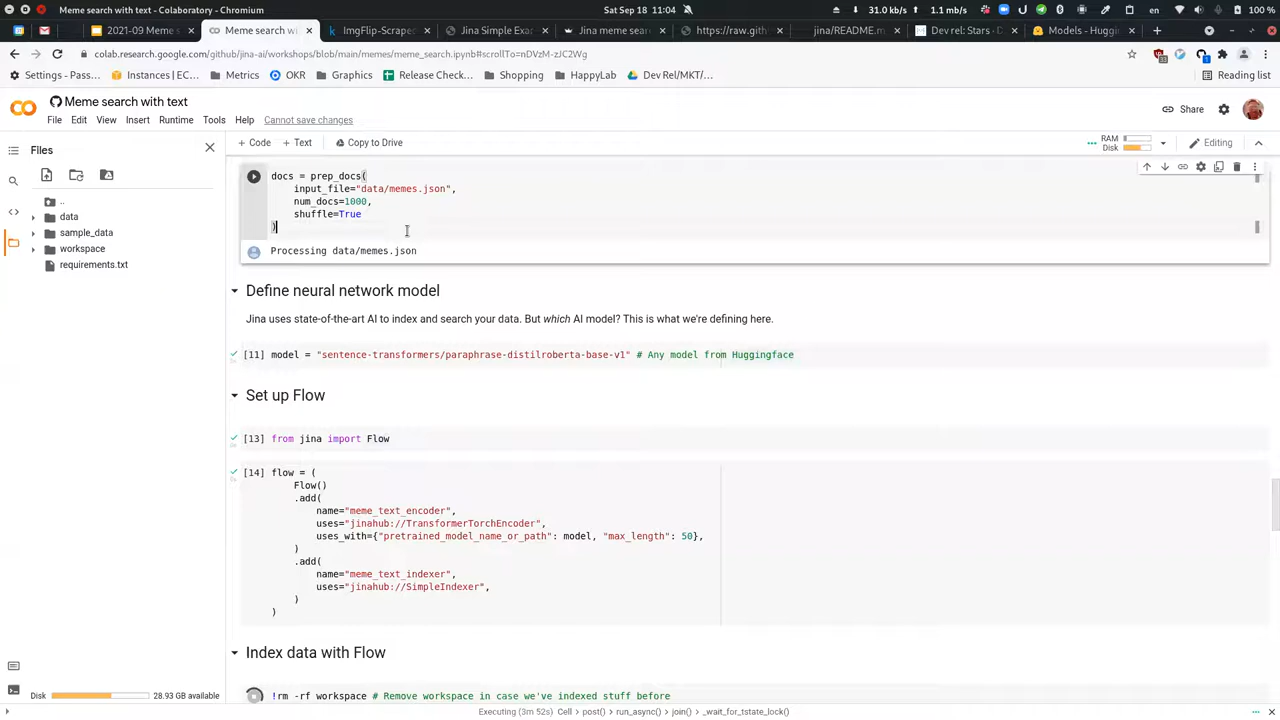 Meme search with text - Colaboratory - Chromium
Sat Sep 18 11:04
31.0 kb/s
1.1 mb/s
en
100 %
2021-09 Meme s
Meme search with
ImgFlip-Scrape
Jina Simple Exa
Jina meme sear
https://raw.gith
jina/README.m
Dev rel: Stars - D
Models - Huggin
colab.research.google.com/github/jina-ai/workshops/blob/main/memes/meme_search.ipynb#scrollTo=nDVzM-zJC2Wg
Settings - Pass...
Instances | EC...
Metrics
OKR
Graphics
Release Check...
Shopping
HappyLab
Dev Rel/MKT/...
Reading list
Meme search with text
File Edit View Insert Runtime Tools Help Cannot save changes
Share
Files
+ Code + Text Copy to Drive
RAM
Disk
Editing
..
data
sample_data
workspace
requirements.txt
docs = prep_docs(
input_file="data/memes.json",
num_docs=1000,
shuffle=True
)
Processing data/memes.json
Define neural network model
Jina uses state-of-the-art AI to index and search your data. But which AI model? This is what we're defining here.
[11] model = "sentence-transformers/paraphrase-distilroberta-base-v1" # Any model from Huggingface
Set up Flow
[13] from jina import Flow
[14] flow = (
Flow()
.add(
name="meme_text_encoder",
uses="jinahub://TransformerTorchEncoder",
uses_with={"pretrained_model_name_or_path": model, "max_length": 50},
)
.add(
name="meme_text_indexer",
uses="jinahub://SimpleIndexer",
)
)
Index data with Flow
!rm -rf workspace # Remove workspace in case we've indexed stuff before
Disk 28.93 GB available
Executing (3m 52s) Cell > post() > run_async() > join() > _wait_for_tstate_lock()